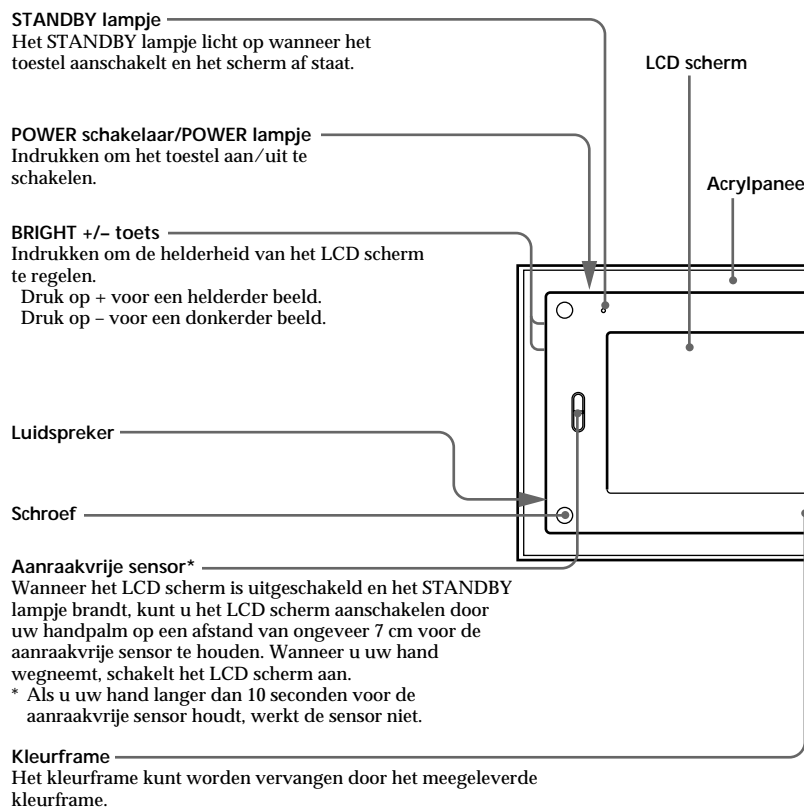 STANDBY lampje
Het STANDBY lampje licht op wanneer het
toestel aanschakelt en het scherm af staat.
LCD scherm
POWER schakelaar/POWER lampje
Indrukken om het toestel aan/uit te
schakelen.
Acrylpanee
BRIGHT +/– toets
Indrukken om de helderheid van het LCD scherm
te regelen.
Druk op + voor een helderder beeld.
Druk op – voor een donkerder beeld.
Luidspreker
Schroef
Aanraakvrije sensor*
Wanneer het LCD scherm is uitgeschakeld en het STANDBY
lampje brandt, kunt u het LCD scherm aanschakelen door
uw handpalm op een afstand van ongeveer 7 cm voor de
aanraakvrije sensor te houden. Wanneer u uw hand
wegneemt, schakelt het LCD scherm aan.
* Als u uw hand langer dan 10 seconden voor de
aanraakvrije sensor houdt, werkt de sensor niet.
Kleurframe
Het kleurframe kunt worden vervangen door het meegeleverde
kleurframe.